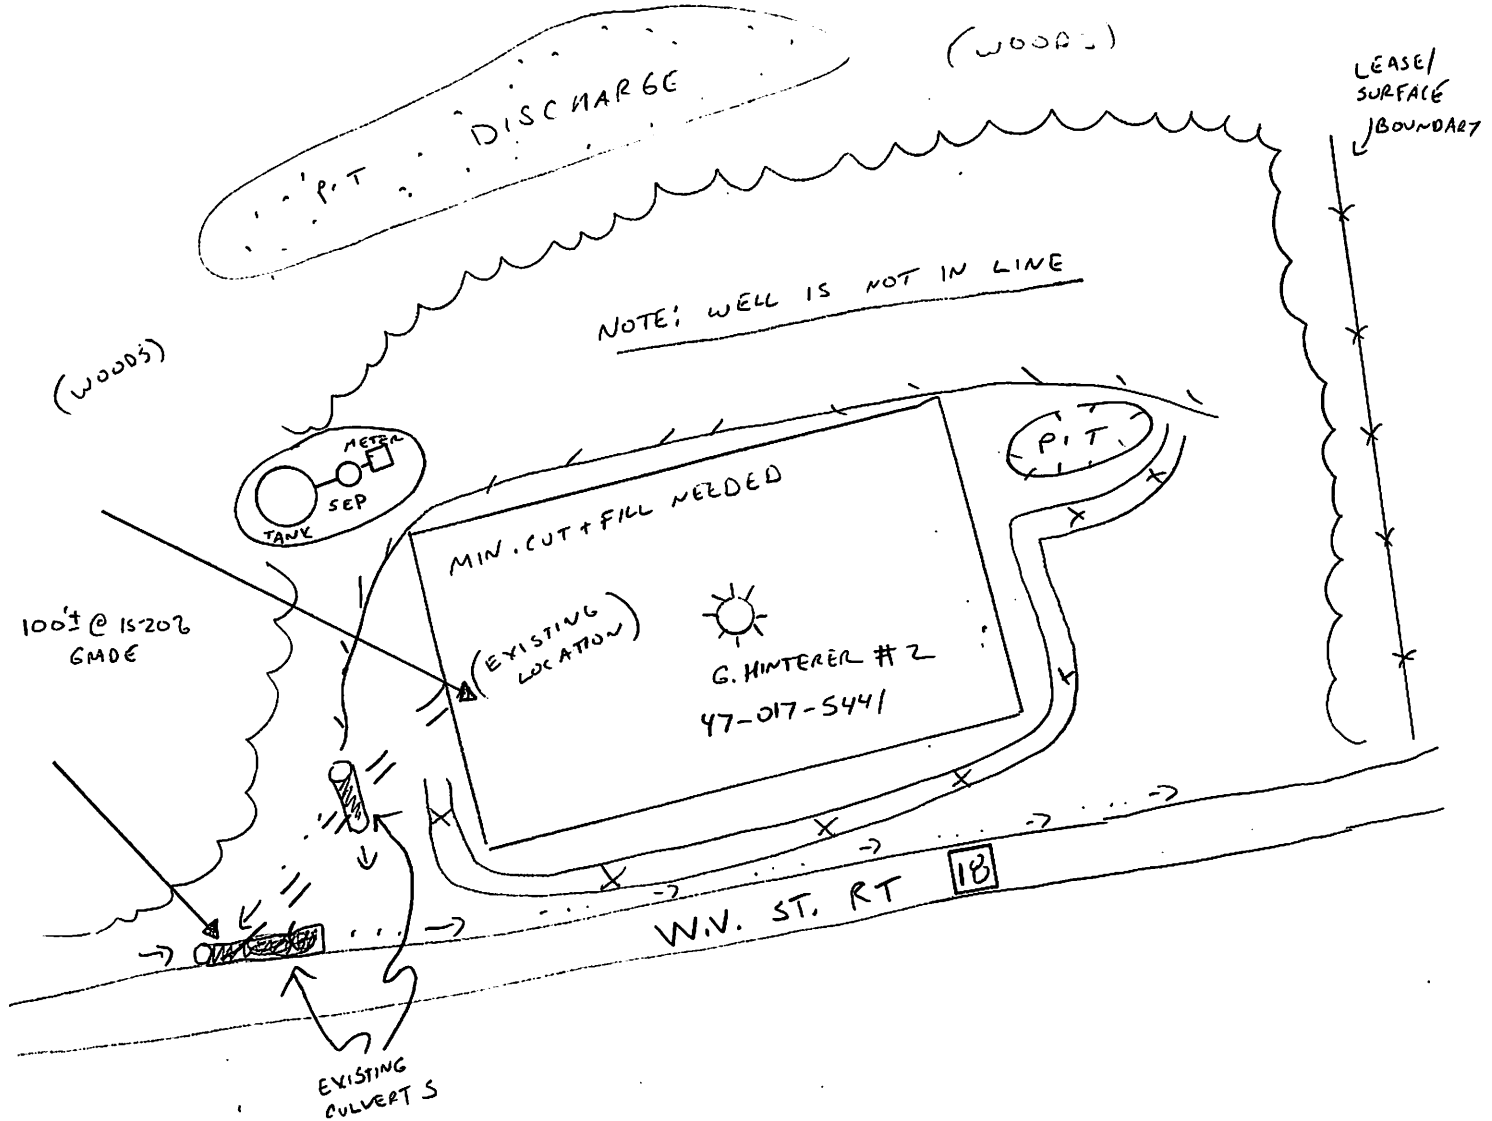 (WOODS)
LEASE/
SURFACE
BOUNDARY
PIT DISCHARGE
NOTE: WELL IS NOT IN LINE
(WOODS)
METER
SEP
TANK
PIT
MIN. CUT + FILL NEEDED
(EXISTING
LOCATION)
100'± @ 15-20%
GRADE
G. HINTERER # 2
47-017-5441
W.V. ST. RT 18
EXISTING
CULVERTS